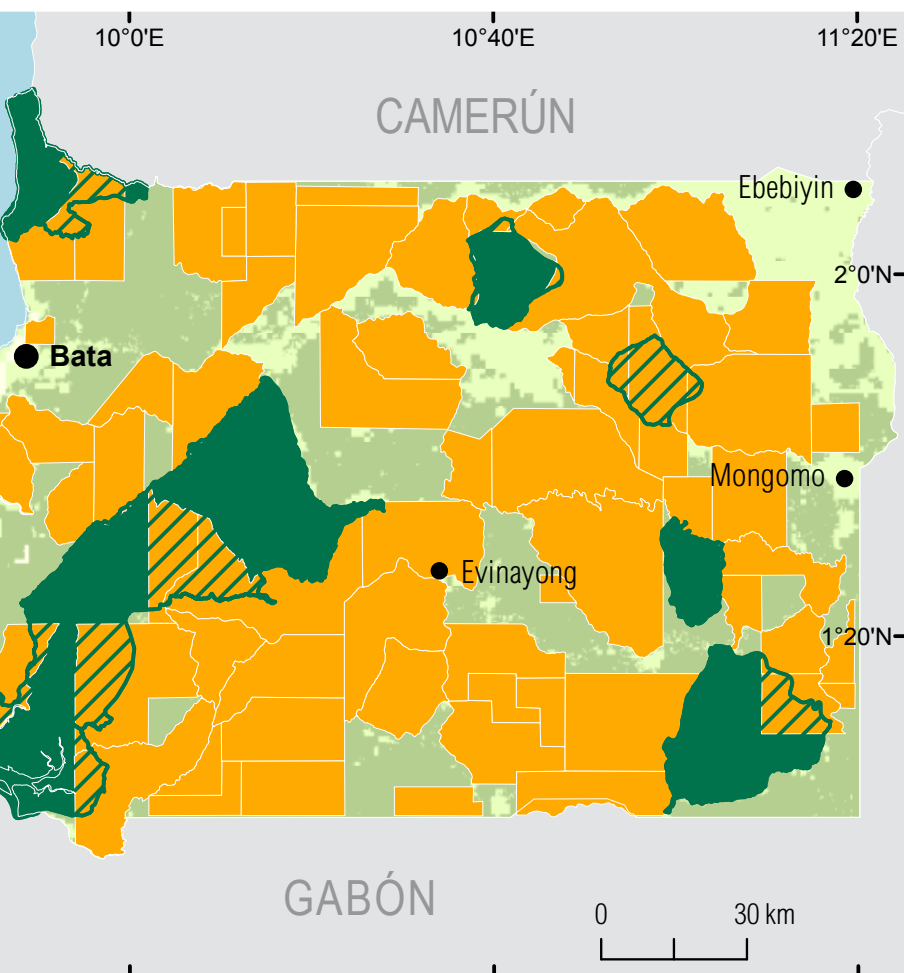 10°0'E 10°40'E 11°20'E
CAMERÚN
Ebebiyin
2°0'N
Bata
Mongomo
Evinayong
1°20'N
GABÓN
0 30 km